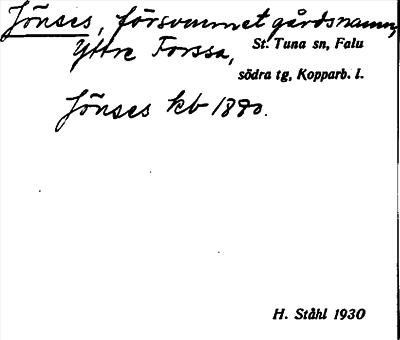 Jönses, försvunnet gårdsnamn,
Yttre Forssa, St. Tuna sn, Falu
södra tg, Kopparb. l.
Jönses kb 1880.
H. Ståhl 1930